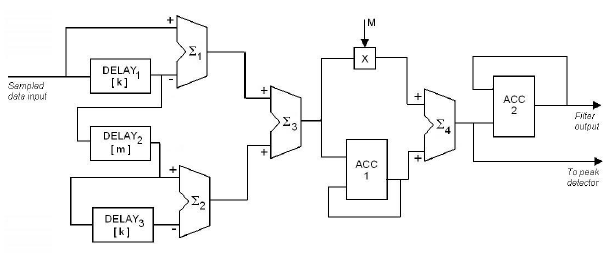 M
+
Σ1
DELAY1
[k]
-
X
+
Sampled
data input
+
Σ3
+
Σ4
ACC
2
Filter
output
DELAY2
[m]
+
+
ACC
1
To peak
detector
+
Σ2
DELAY3
[k]
-